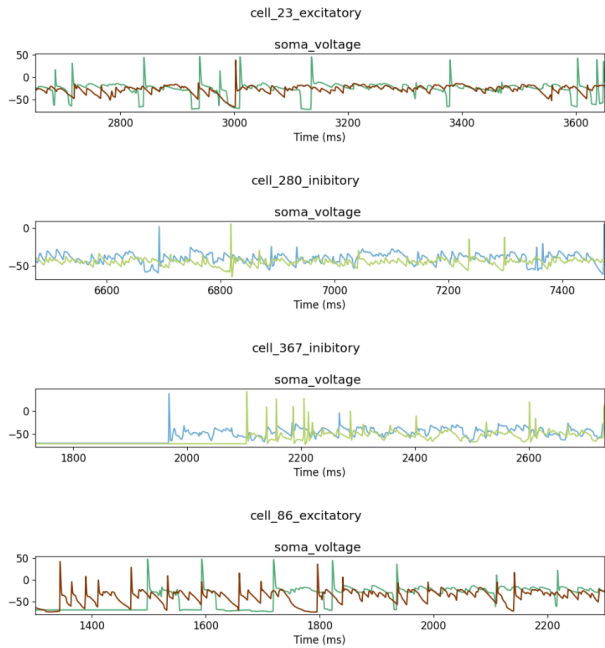 cell_23_excitatory
soma_voltage
50
0
−50
2800 3000 3200 3400 3600
Time (ms)
cell_280_inibitory
soma_voltage
0
−50
6600 6800 7000 7200 7400
Time (ms)
cell_367_inibitory
soma_voltage
0
−50
1800 2000 2200 2400 2600
Time (ms)
cell_86_excitatory
soma_voltage
50
0
−50
1400 1600 1800 2000 2200
Time (ms)